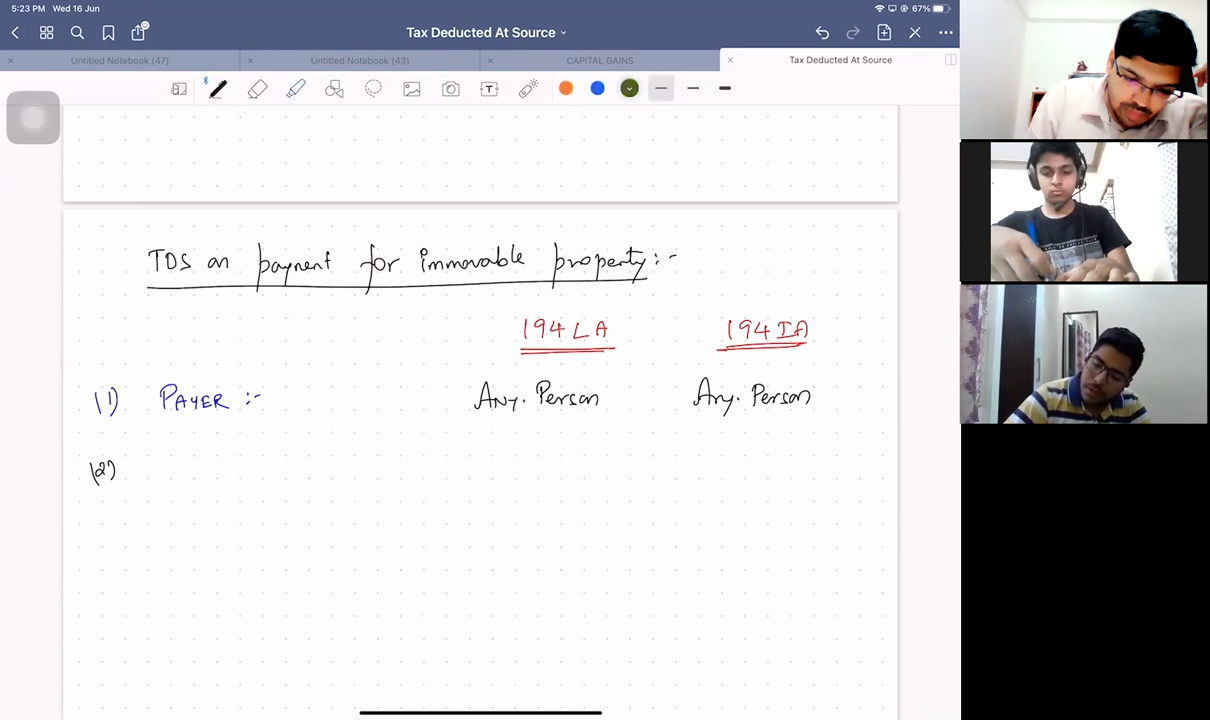 5:23 PM Wed 16 Jun
67%
Tax Deducted At Source
Untitled Notebook (47)
Untitled Notebook (43)
CAPITAL GAINS
Tax Deducted At Source
TDS on payment for immovable property:-
194LA 194IA
(1) PAYER :- Any. Person Any. Person
(2)